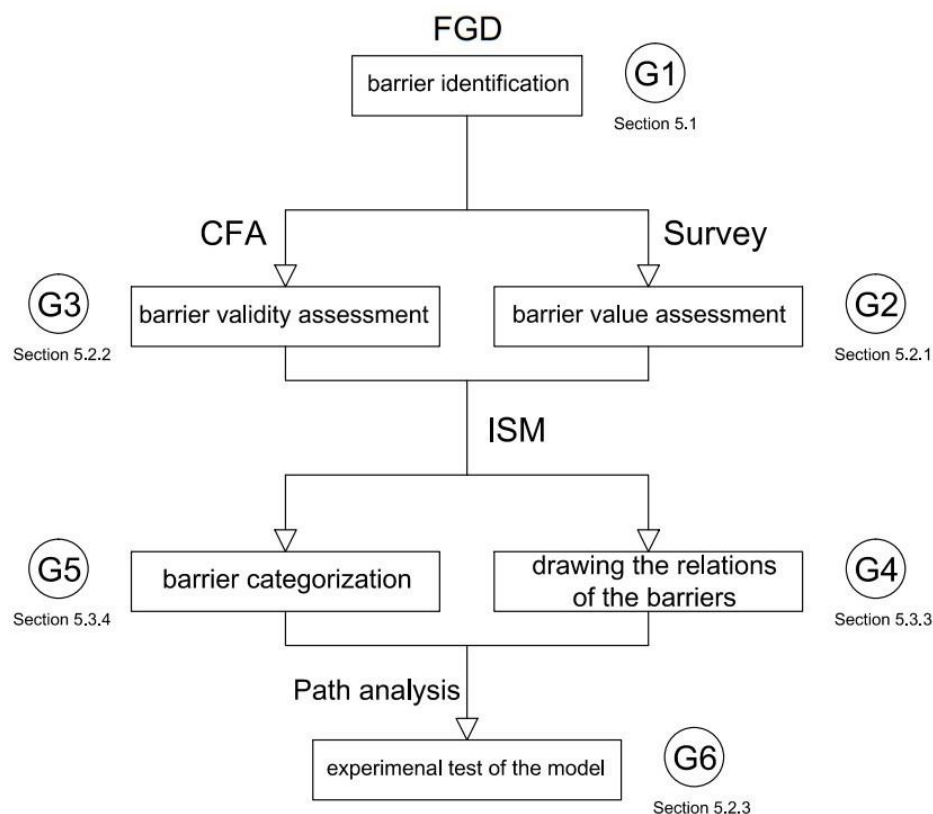 FGD
barrier identification
G1
Section 5.1
CFA
Survey
G3
barrier validity assessment
barrier value assessment
G2
Section 5.2.2
Section 5.2.1
ISM
G5
barrier categorization
drawing the relations
of the barriers
G4
Section 5.3.4
Section 5.3.3
Path analysis
experimenal test of the model
G6
Section 5.2.3